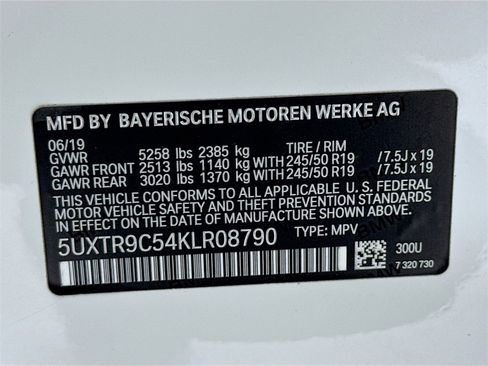 MFD BY BAYERISCHE MOTOREN WERKE AG
06/19 TIRE / RIM
GVWR 5258 lbs 2385 kg
GAWR FRONT 2513 lbs 1140 kg WITH 245/50 R19 /7.5J x 19
GAWR REAR 3020 lbs 1370 kg WITH 245/50 R19 /7.5J x 19
THIS VEHICLE CONFORMS TO ALL APPLICABLE U. S. FEDERAL
MOTOR VEHICLE SAFETY AND THEFT PREVENTION STANDARDS
IN EFFECT ON THE DATE OF MANUFACTURE SHOWN ABOVE.
5UXTR9C54KLR08790 TYPE: MPV
300U
7 320 730